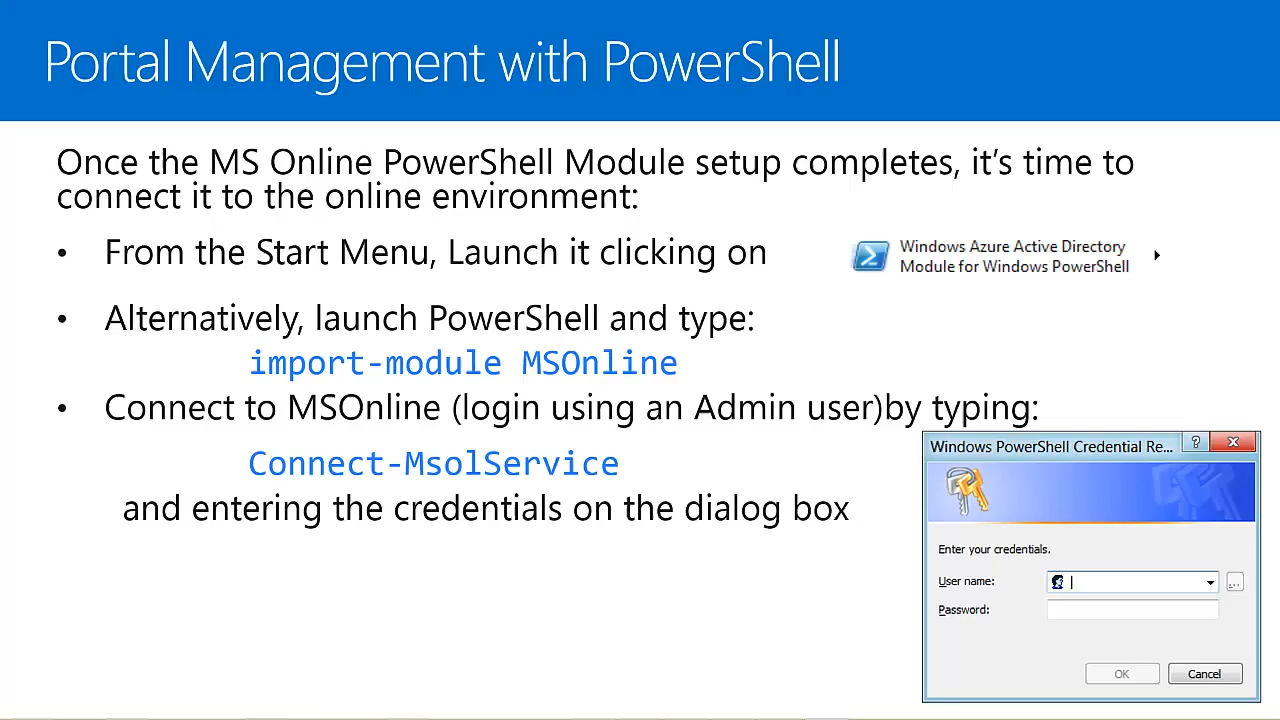 Portal Management with PowerShell
Once the MS Online PowerShell Module setup completes, it's time to
connect it to the online environment:
• From the Start Menu, Launch it clicking on
Windows Azure Active Directory
Module for Windows PowerShell
• Alternatively, launch PowerShell and type:
import-module MSOnline
• Connect to MSOnline (login using an Admin user)by typing:
Connect-MsolService
and entering the credentials on the dialog box
Windows PowerShell Credential Re...
?
Enter your credentials.
User name:
...
Password:
OK Cancel